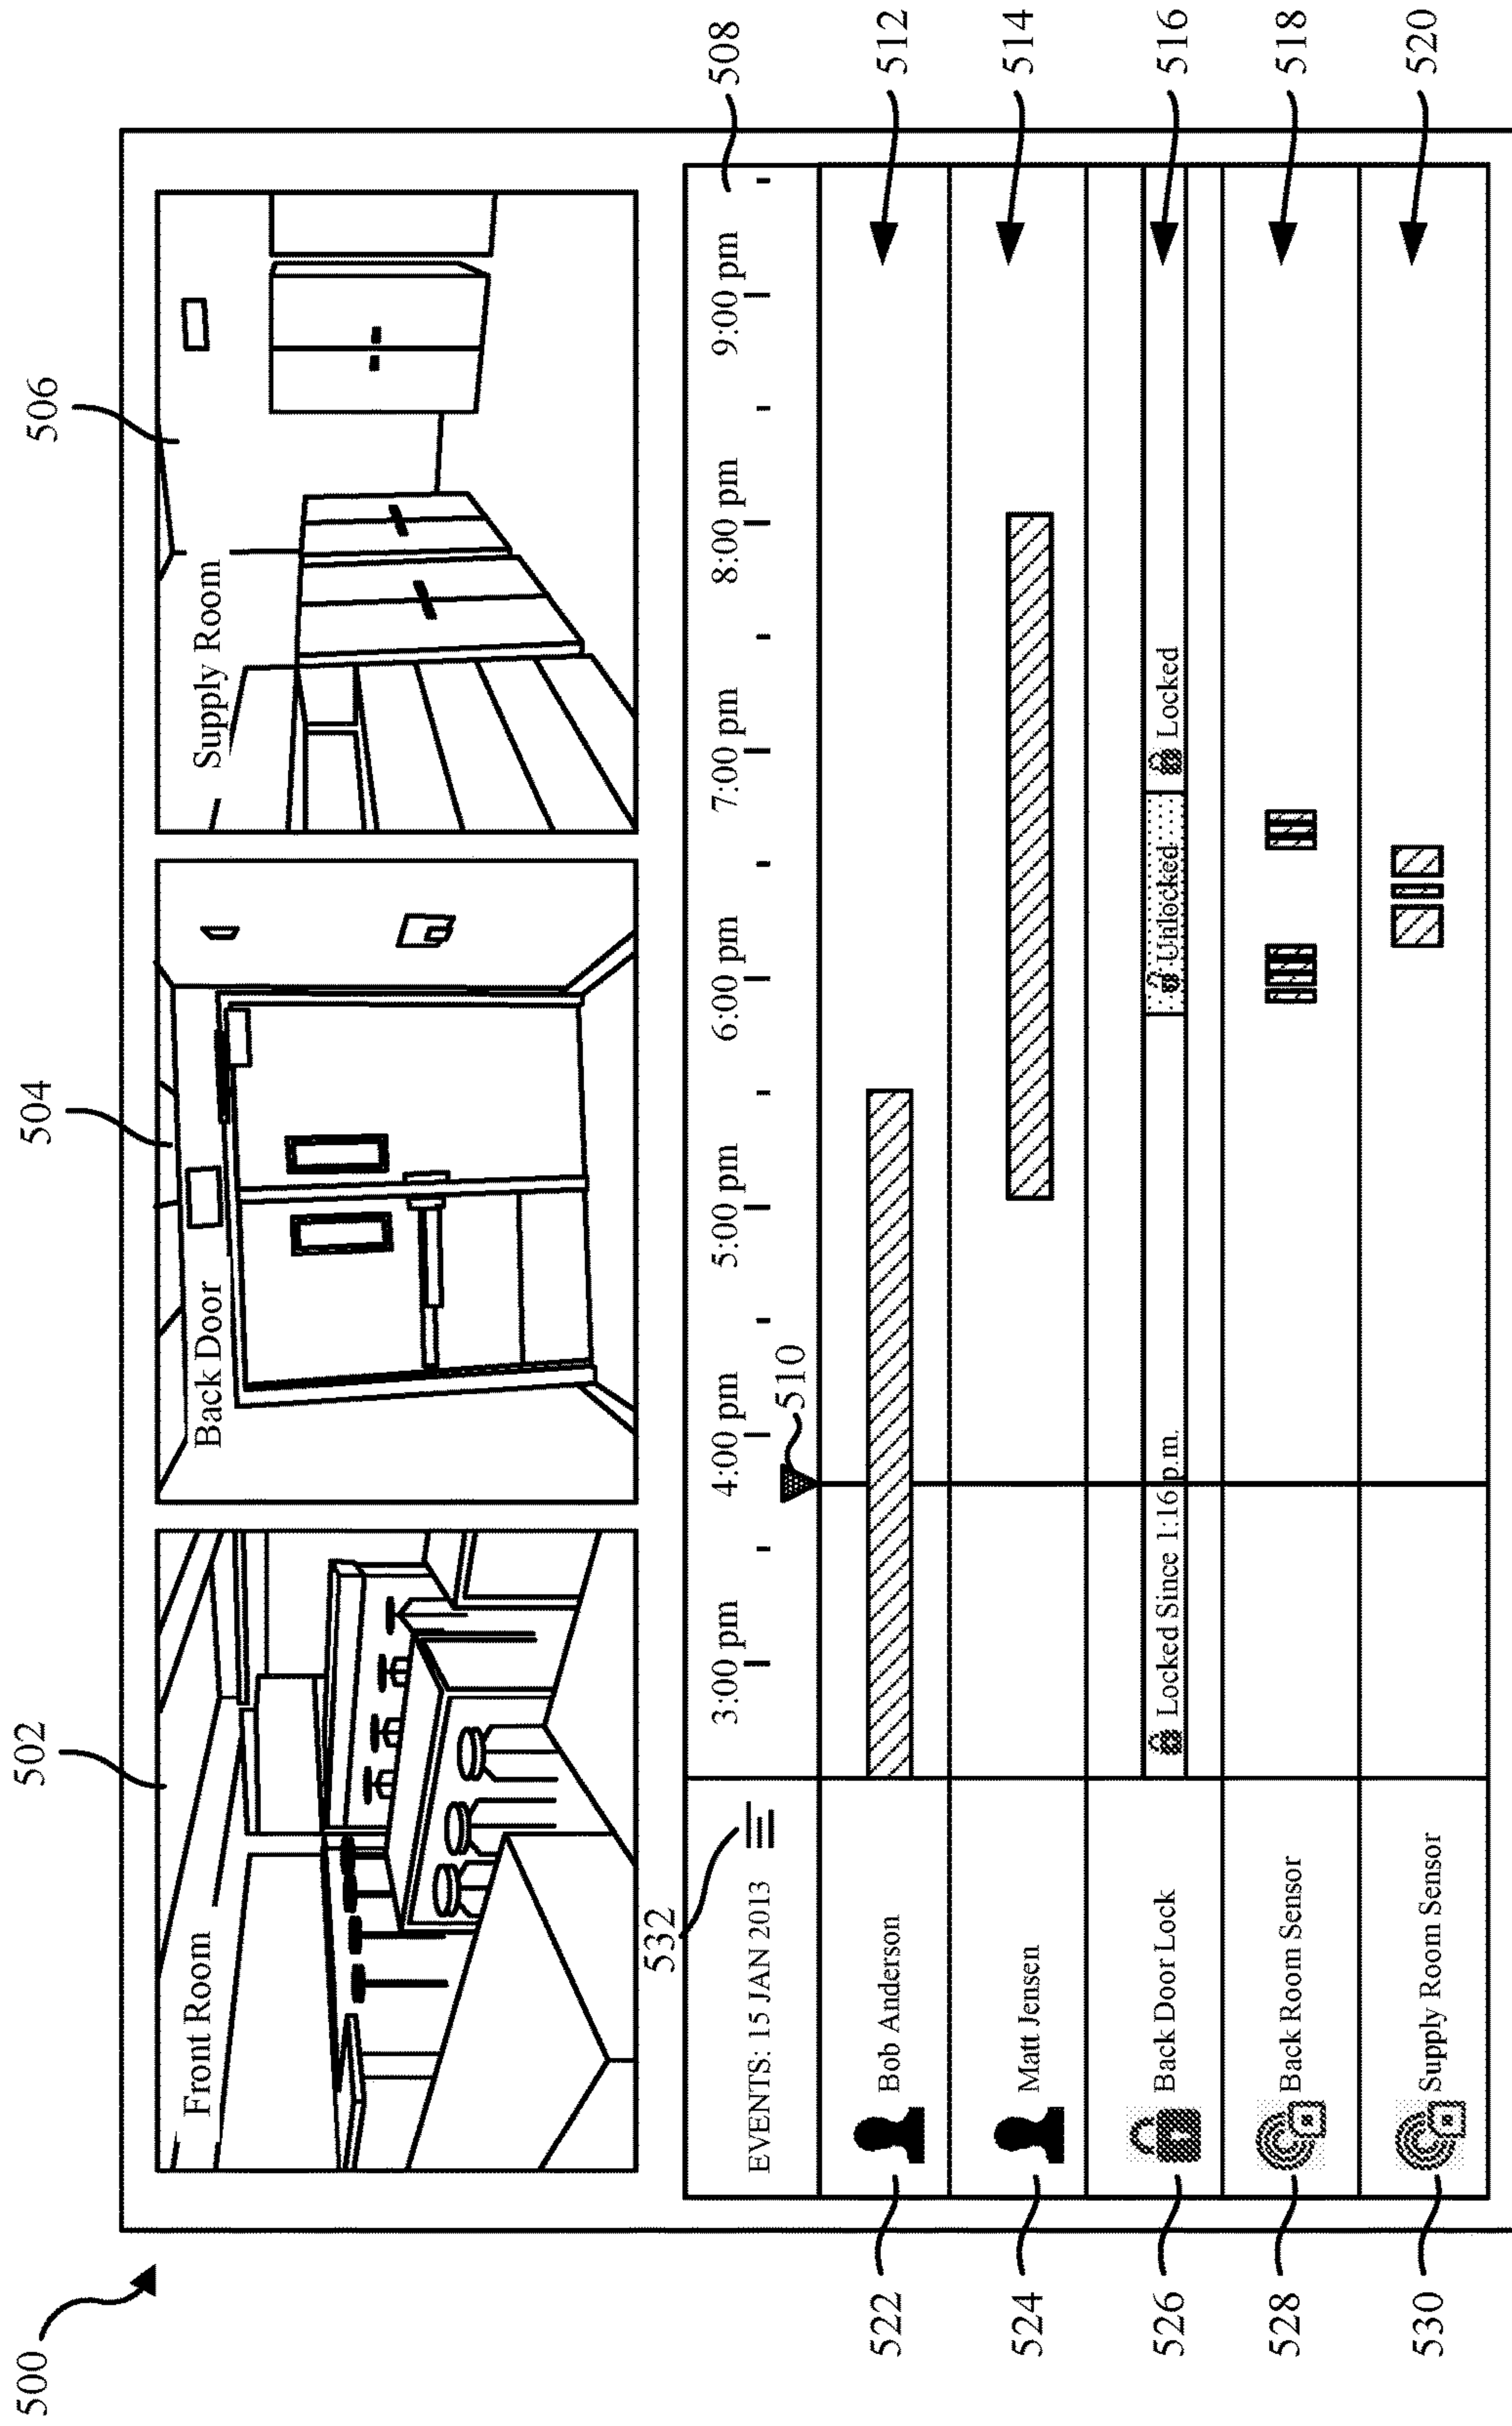 500
502
504
506
Front Room
Back Door
Supply Room
532
EVENTS: 15 JAN 2013
3:00 pm
4:00 pm
5:00 pm
6:00 pm
7:00 pm
8:00 pm
9:00 pm
508
510
522
Bob Anderson
512
524
Matt Jensen
514
526
Back Door Lock
Locked Since 1:16 p.m.
Unlocked
Locked
516
528
Back Room Sensor
518
530
Supply Room Sensor
520